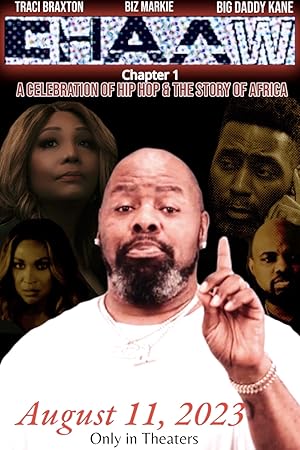 TRACI BRAXTON BIZ MARKIE BIG DADDY KANE
CHAAW
Chapter 1
A CELEBRATION OF HIP HOP & THE STORY OF AFRICA
August 11, 2023
Only in Theaters